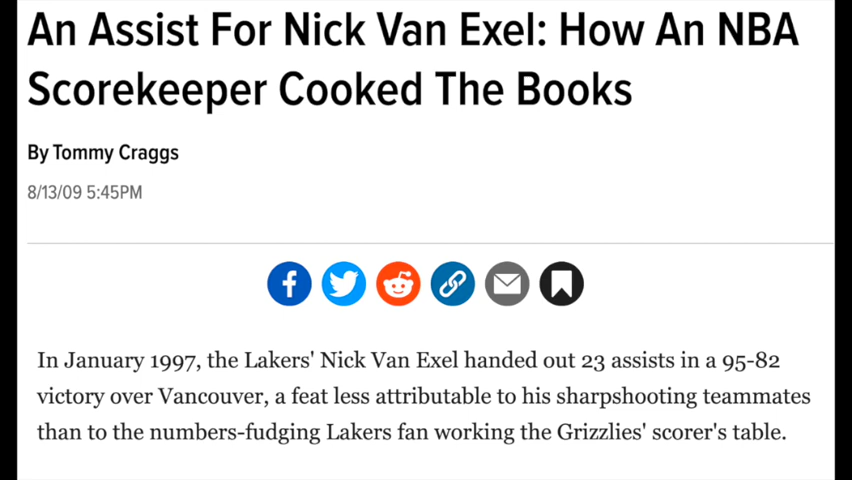 An Assist For Nick Van Exel: How An NBA
Scorekeeper Cooked The Books
By Tommy Craggs
8/13/09 5:45PM
In January 1997, the Lakers' Nick Van Exel handed out 23 assists in a 95-82
victory over Vancouver, a feat less attributable to his sharpshooting teammates
than to the numbers-fudging Lakers fan working the Grizzlies' scorer's table.